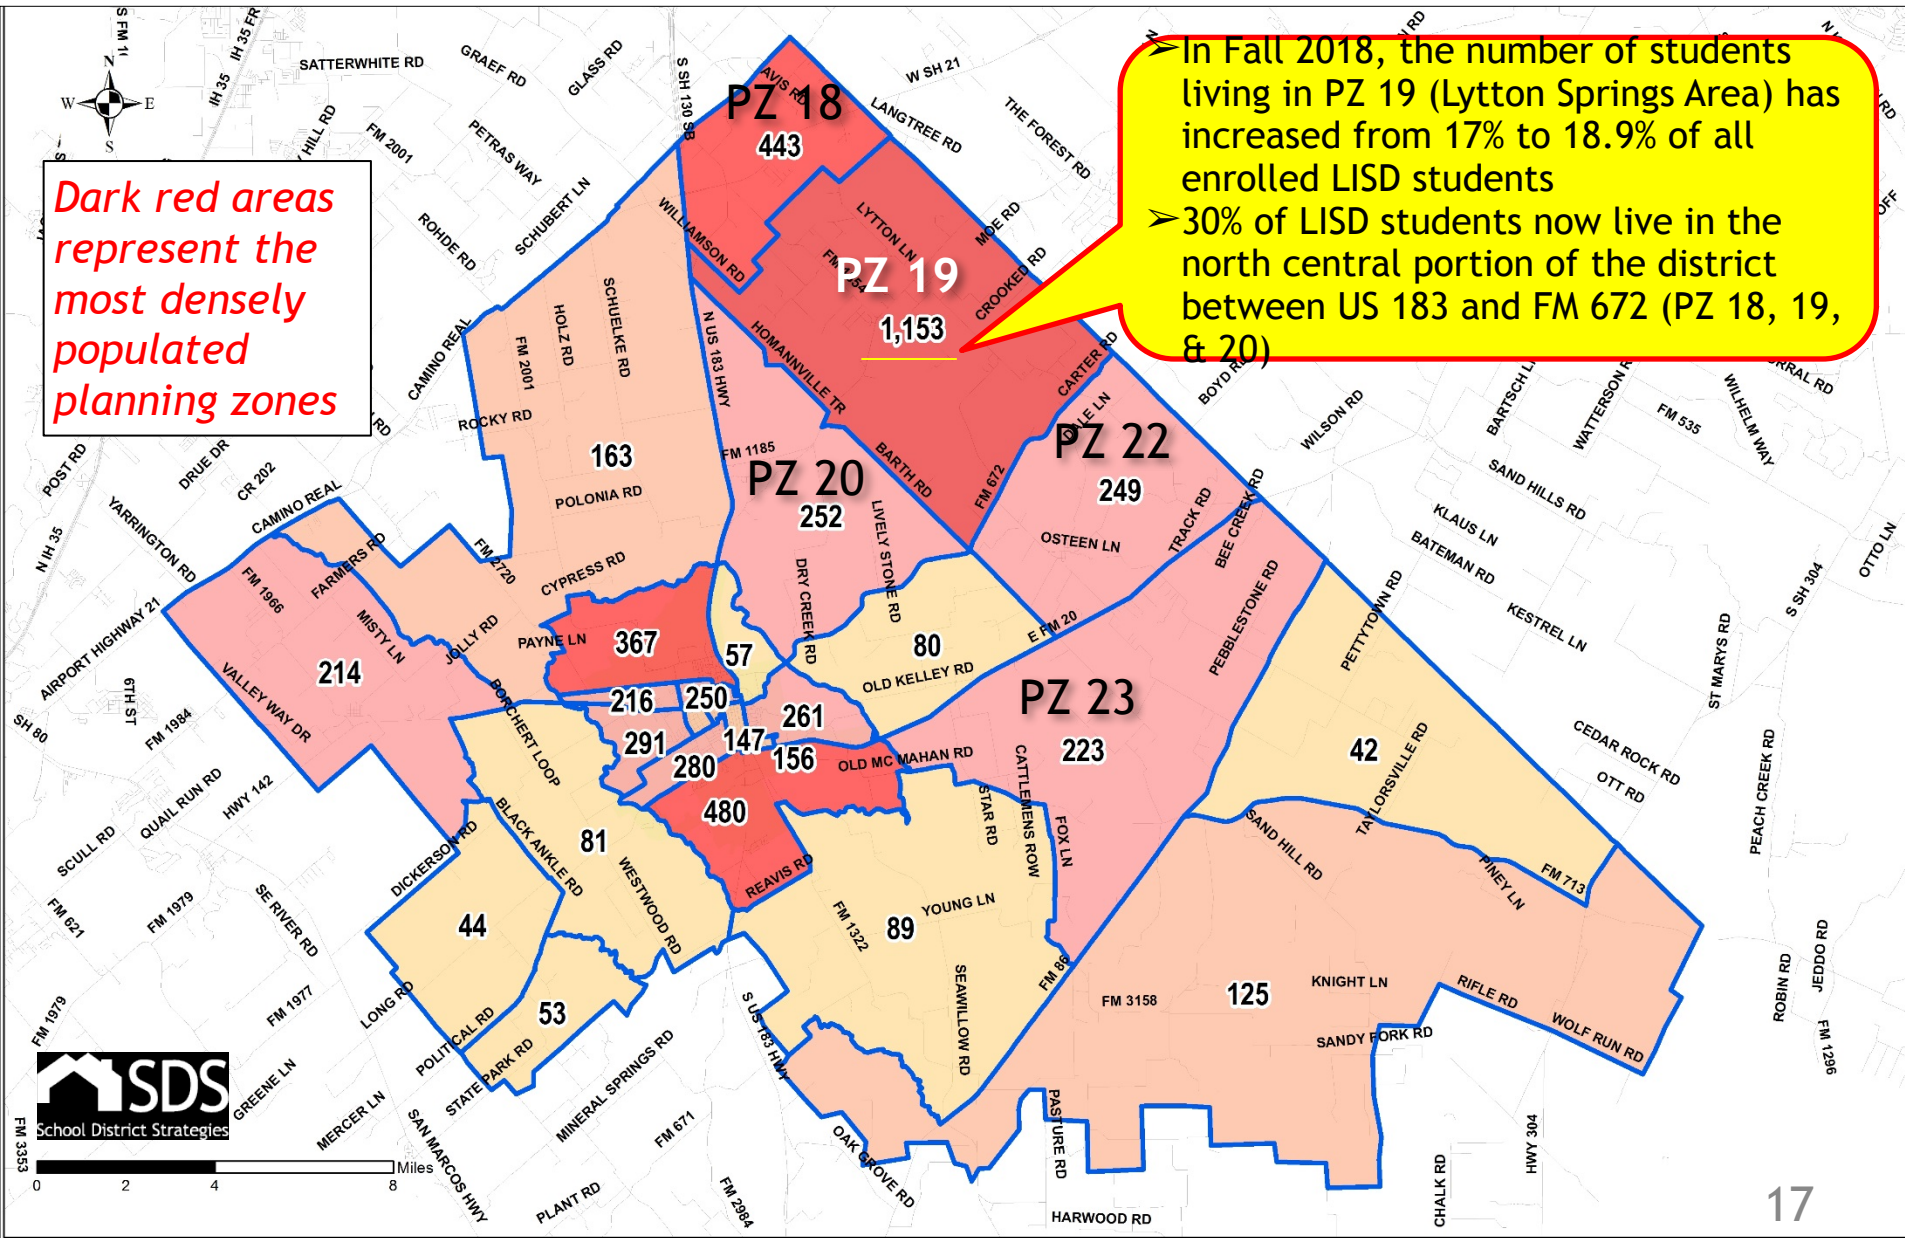 In Fall 2018, the number of students
living in PZ 19 (Lytton Springs Area) has
increased from 17% to 18.9% of all
enrolled LISD students
30% of LISD students now live in the
north central portion of the district
between US 183 and FM 672 (PZ 18, 19,
& 20)
Dark red areas
represent the
most densely
populated
planning zones
N
W E
S
PZ 18
443
PZ 19
1,153
PZ 20
252
PZ 22
249
PZ 23
223
163
214
367
57
80
216
250
261
291
147
280
156
480
42
81
44
53
89
125
IH 35 FR
IH 35
SATTERWHITE RD
GRAEF RD
GLASS RD
S SH 130 SB
AVIS RD
W SH 21
LANGTREE RD
THE FOREST RD
FM 2001
PETRAS WAY
SCHUBERT LN
ROHDE RD
WILLIAMSON RD
LYTTON LN
MOE RD
CROOKED RD
CAMINO REAL
HOLZ RD
SCHUELKE RD
FM 2001
N US 183 HWY
HOMANNVILLE TR
CARTER RD
DALE LN
BOYD RD
WILSON RD
BARTSCH L
WATTERSON R
FM 535
WILHELM WAY
ROCKY RD
FM 1185
BARTH RD
FM 672
POST RD
DRUE DR
CR 202
CAMINO REAL
POLONIA RD
LIVELY STONE RD
TRACK RD
BEE CREEK RD
SAND HILLS RD
KLAUS LN
BATEMAN RD
OTTO LN
N IH 35
YARRINGTON RD
FM 1966
FARMERS RD
FM 2720
CYPRESS RD
DRY CREEK RD
OSTEEN LN
PEBBLESTONE RD
PETTYTOWN RD
KESTREL LN
S SH 304
AIRPORT HIGHWAY 21
MISTY LN
JOLLY RD
PAYNE LN
E FM 20
OLD KELLEY RD
ST MARYS RD
6TH ST
SH 80
FM 1984
VALLEY WAY DR
BORCHERT LOOP
OLD MC MAHAN RD
CATTLEMENS ROW
TAYLORSVILLE RD
CEDAR ROCK RD
OTT RD
PEACH CREEK RD
SCULL RD
QUAIL RUN RD
HWY 142
DICKERSON RD
BLACK ANKLE RD
WESTWOOD RD
REAVIS RD
STAR RD
FOX LN
SAND HILL RD
PINEY LN
FM 713
FM 621
FM 1979
SE RIVER RD
FM 1322
YOUNG LN
SEAWILLOW RD
FM 86
FM 3158
KNIGHT LN
RIFLE RD
WOLF RUN RD
SANDY FORK RD
ROBIN RD
JEDDO RD
FM 1296
FM 1979
FM 1977
LONG RD
POLITICAL RD
STATE PARK RD
S US 183 HWY
GREENE LN
MERCER LN
SAN MARCOS HWY
MINERAL SPRINGS RD
FM 671
PLANT RD
FM 2984
OAK GROVE RD
PASTURE RD
HARWOOD RD
CHALK RD
HWY 304
FM 3353
SDS
School District Strategies
0 2 4 8 Miles
17